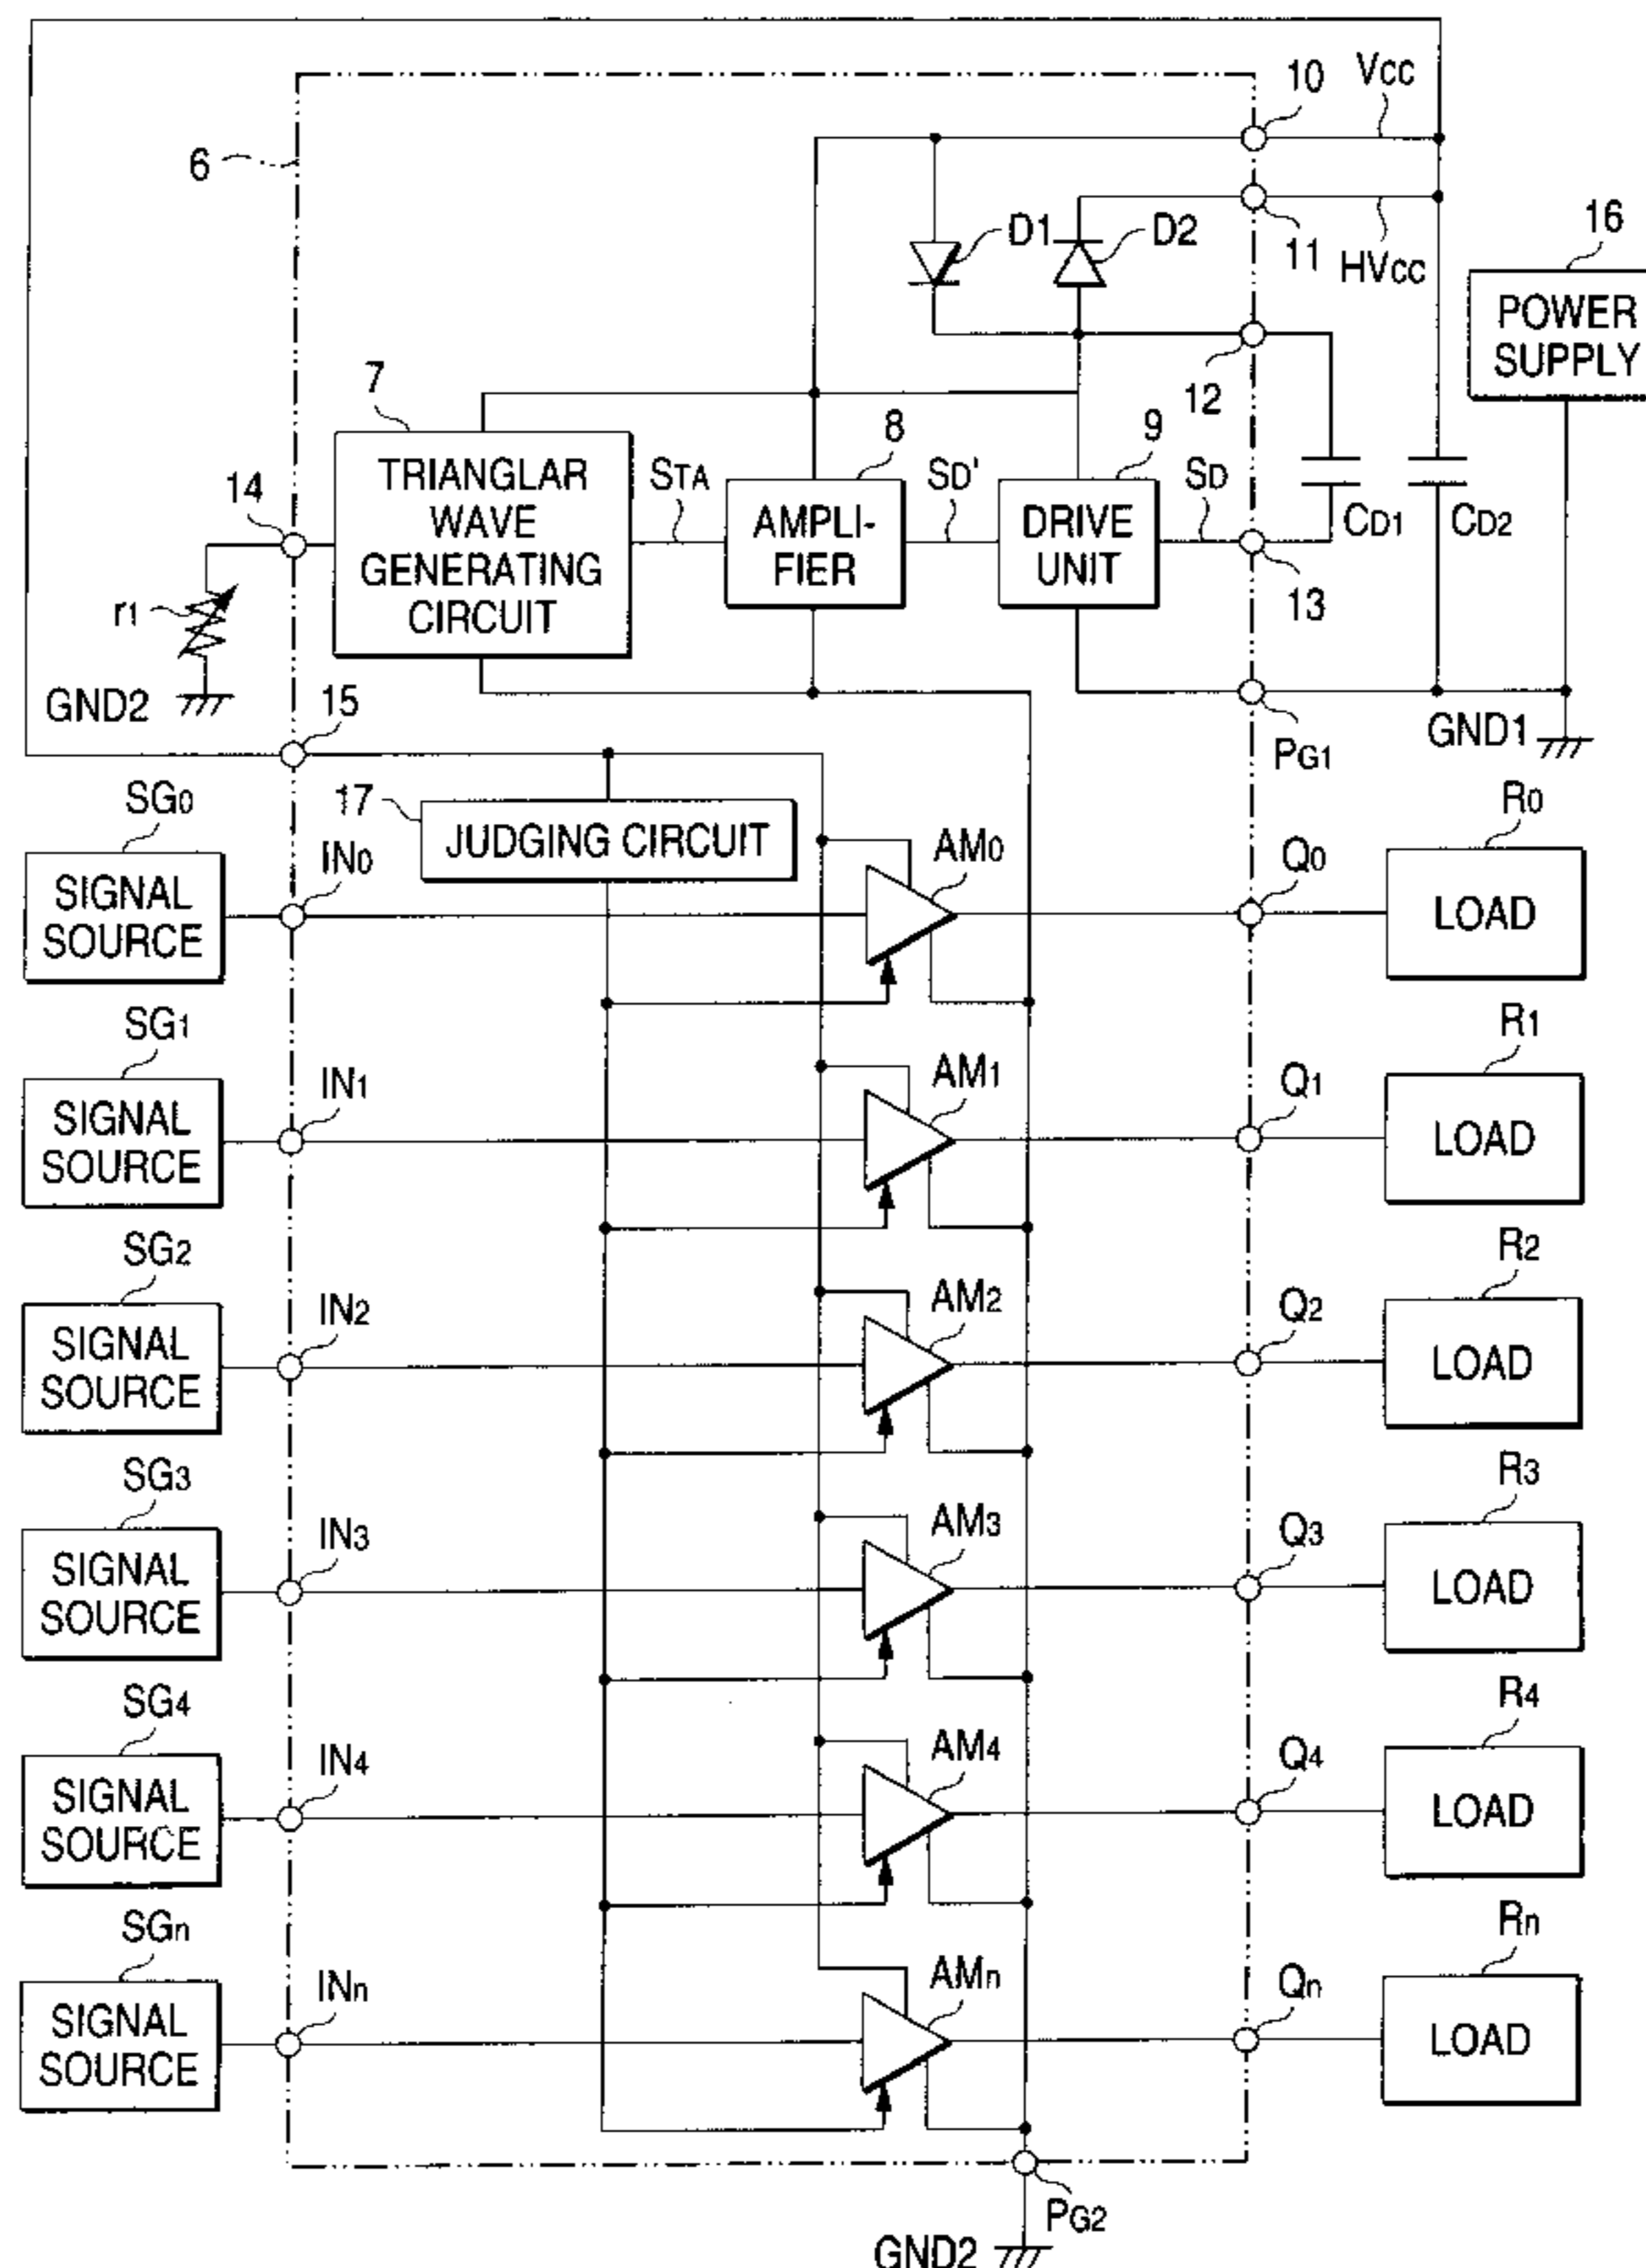 10
VCC
6
D1
D2
11
HVCC
16
POWER
SUPPLY
7
12
8
9
TRIANGLAR
WAVE
GENERATING
CIRCUIT
14
STA
AMPLI-
FIER
SD'
DRIVE
UNIT
SD
CD1
CD2
13
r1
GND2
15
PG1
GND1
SG0
17
JUDGING CIRCUIT
R0
SIGNAL
SOURCE
IN0
AM0
Q0
LOAD
SG1
R1
SIGNAL
SOURCE
IN1
AM1
Q1
LOAD
SG2
R2
SIGNAL
SOURCE
IN2
AM2
Q2
LOAD
SG3
R3
SIGNAL
SOURCE
IN3
AM3
Q3
LOAD
SG4
R4
SIGNAL
SOURCE
IN4
AM4
Q4
LOAD
SGn
Rn
SIGNAL
SOURCE
INn
AMn
Qn
LOAD
PG2
GND2